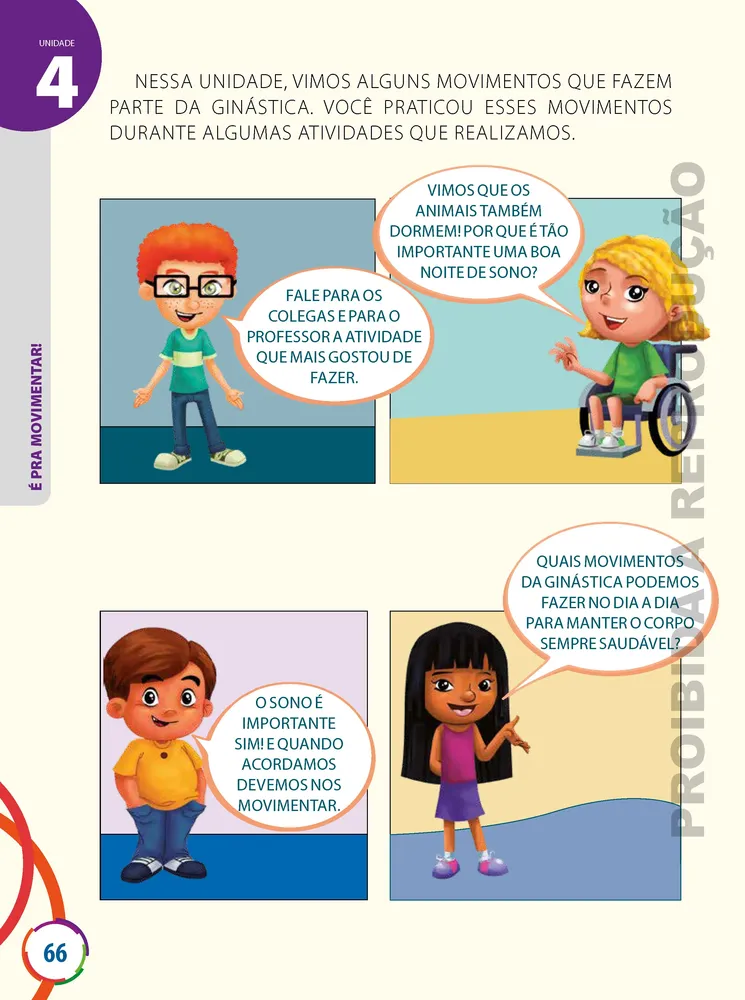 UNIDADE
4
NESSA UNIDADE, VIMOS ALGUNS MOVIMENTOS QUE FAZEM
PARTE DA GINÁSTICA. VOCÊ PRATICOU ESSES MOVIMENTOS
DURANTE ALGUMAS ATIVIDADES QUE REALIZAMOS.
FALE PARA OS
COLEGAS E PARA O
PROFESSOR A ATIVIDADE
QUE MAIS GOSTOU DE
FAZER.
VIMOS QUE OS
ANIMAIS TAMBÉM
DORMEM! POR QUE É TÃO
IMPORTANTE UMA BOA
NOITE DE SONO?
O SONO É
IMPORTANTE
SIM! E QUANDO
ACORDAMOS
DEVEMOS NOS
MOVIMENTAR.
QUAIS MOVIMENTOS
DA GINÁSTICA PODEMOS
FAZER NO DIA A DIA
PARA MANTER O CORPO
SEMPRE SAUDÁVEL?
É PRA MOVIMENTAR!
PROIBIDA A REPRODUÇÃO
66